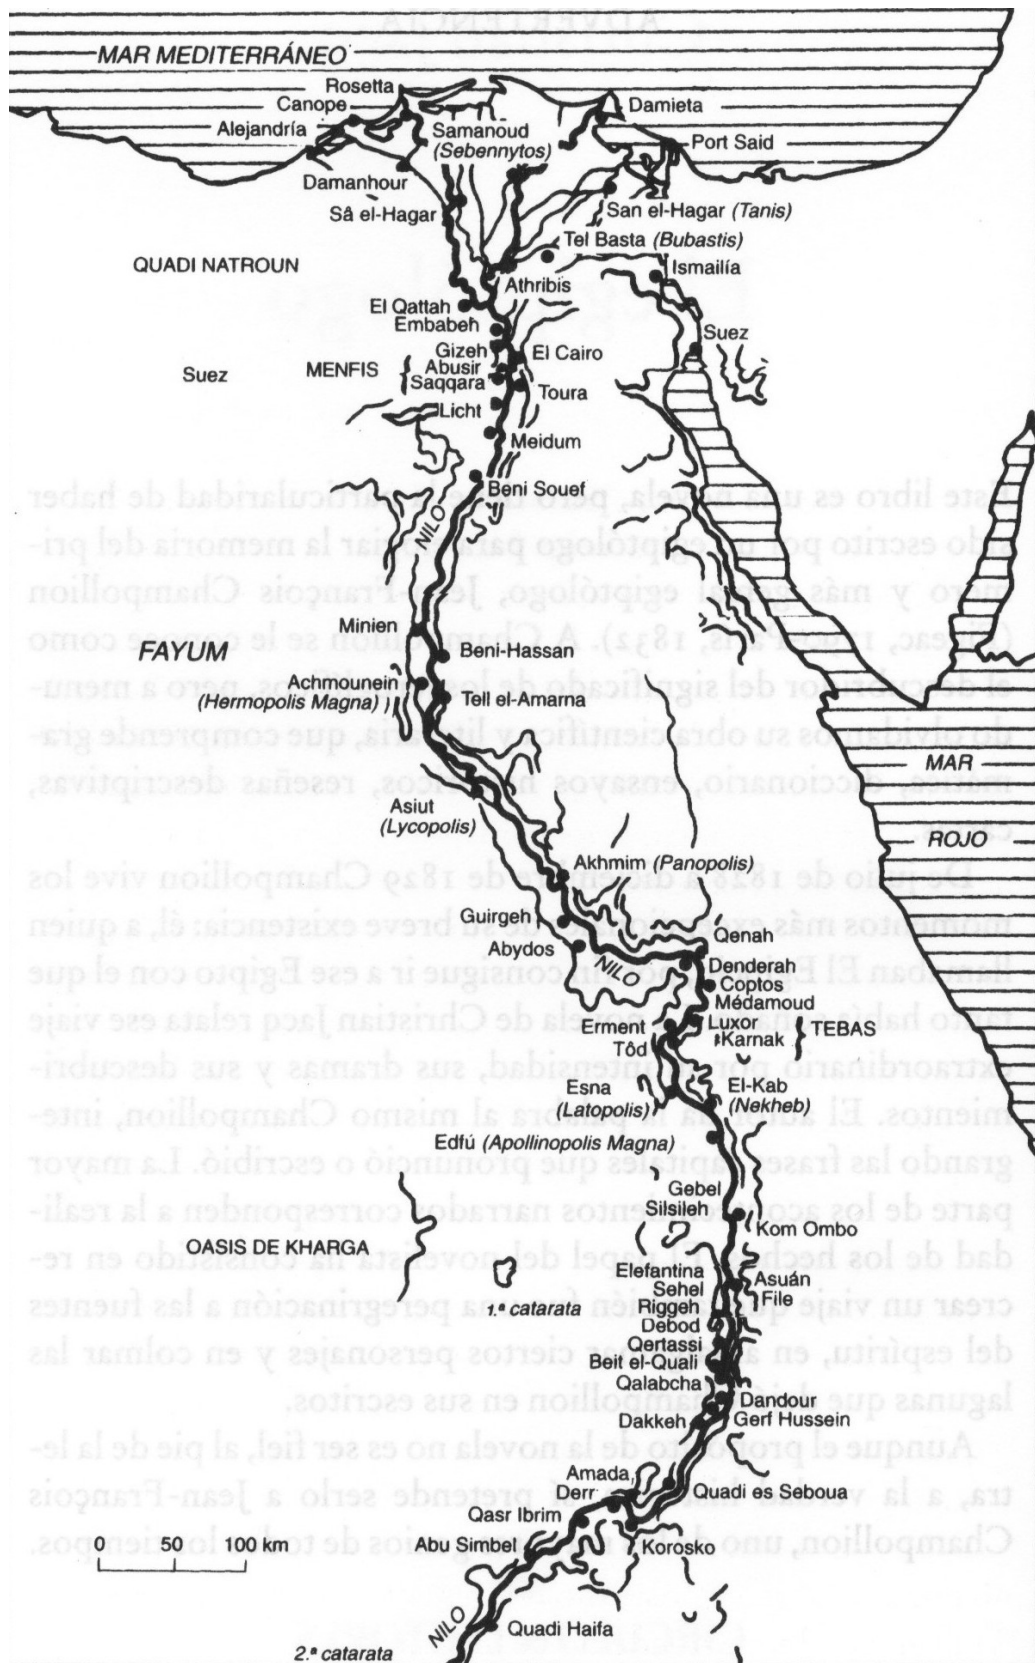 MAR MEDITERRÁNEO
Rosetta
Canope
Alejandría
Damieta
Samanoud
(Sebennytos)
Port Said
Damanhour
Sâ el-Hagar
San el-Hagar (Tanis)
Tel Basta (Bubastis)
QUADI NATROUN
Ismailía
Athribis
El Qattah
Embabeh
Suez
Gizeh
El Cairo
Suez
MENFIS
Abusir
Saqqara
Toura
Licht
Meidum
Beni Souef
NILO
Minien
FAYUM
Beni-Hassan
Achmounein
(Hermopolis Magna)
Tell el-Amarna
MAR
ROJO
Asiut
(Lycopolis)
Akhmim (Panopolis)
Guirgeh
Qenah
Abydos
NILO
Denderah
Coptos
Médamoud
Erment
Luxor
Karnak
TEBAS
Tôd
Esna
(Latopolis)
El-Kab
(Nekheb)
Edfú (Apollinopolis Magna)
Gebel
Silsileh
Kom Ombo
OASIS DE KHARGA
Elefantina
Asuán
Sehel
File
1.ª catarata
Riggeh
Debod
Qertassi
Beit el-Quali
Qalabcha
Dandour
Dakkeh
Gerf Hussein
Amada,
Derr
Quadi es Seboua
Qasr Ibrim
Abu Simbel
Korosko
0 50 100 km
NILO
Quadi Haifa
2.ª catarata